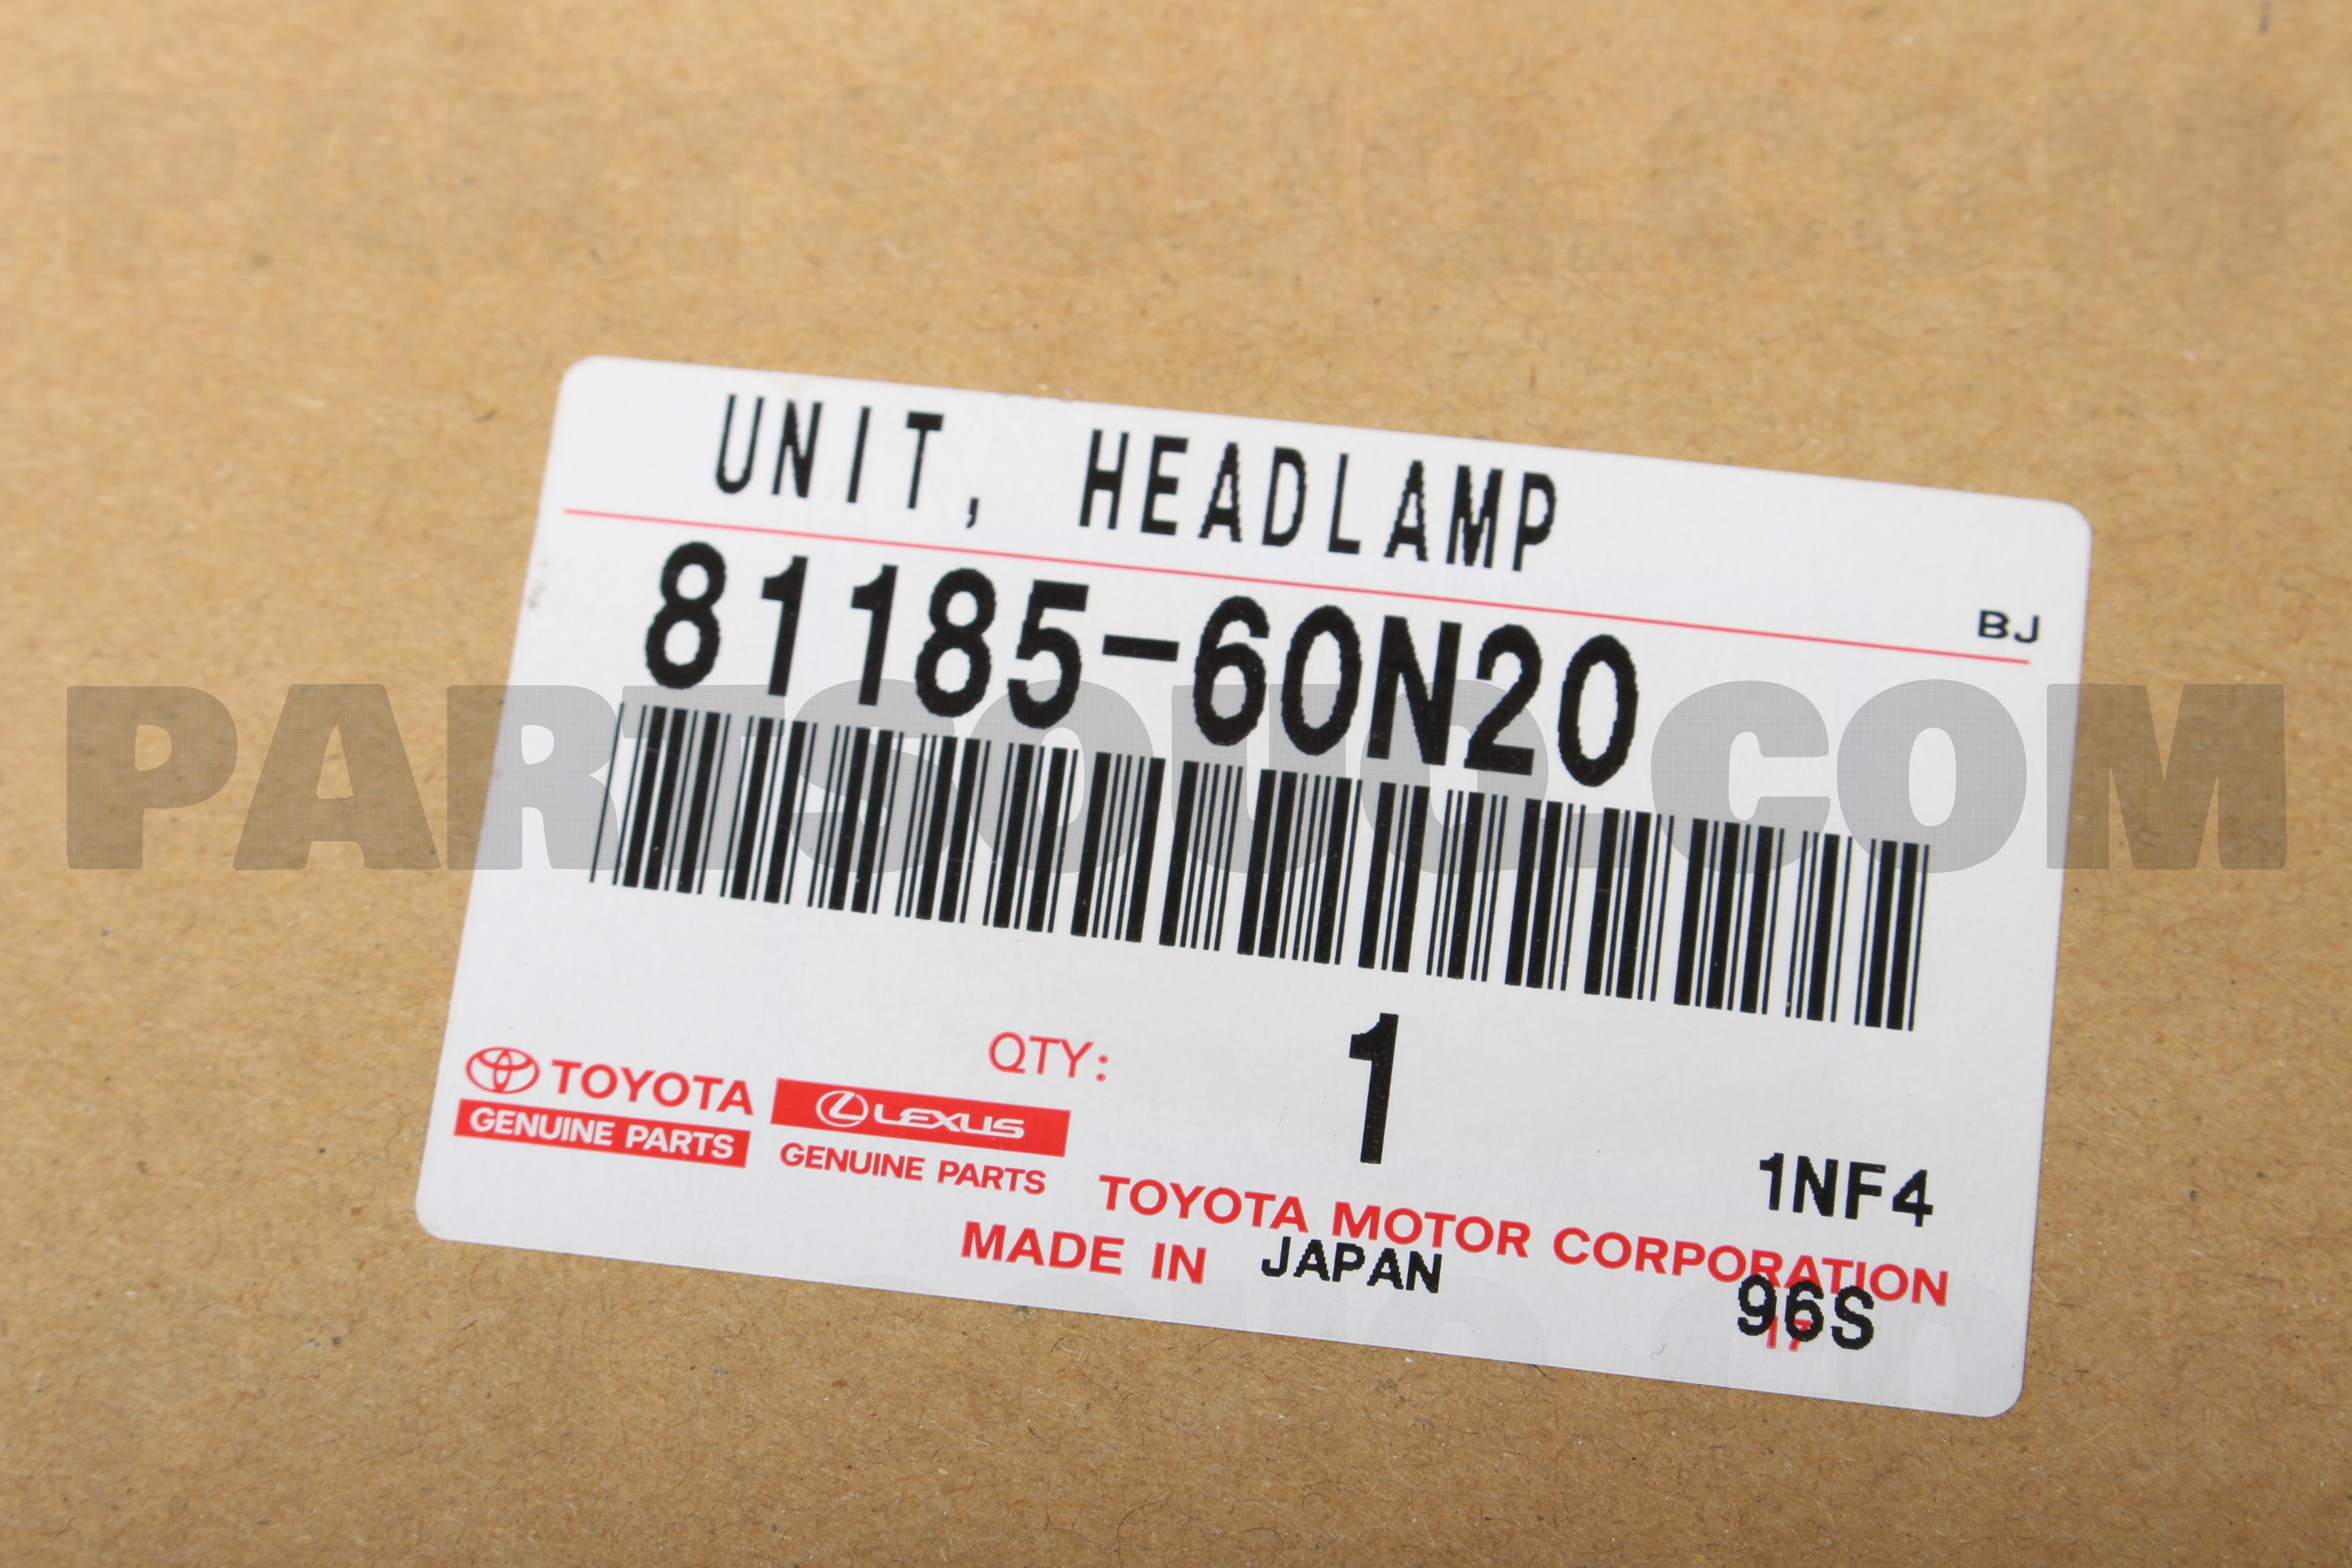 UNIT, HEADLAMP
BJ
81185-60N20
PARTSOUQ.COM
QTY: 1
TOYOTA
GENUINE PARTS
LEXUS
GENUINE PARTS
1NF4
TOYOTA MOTOR CORPORATION
MADE IN JAPAN
96S
17